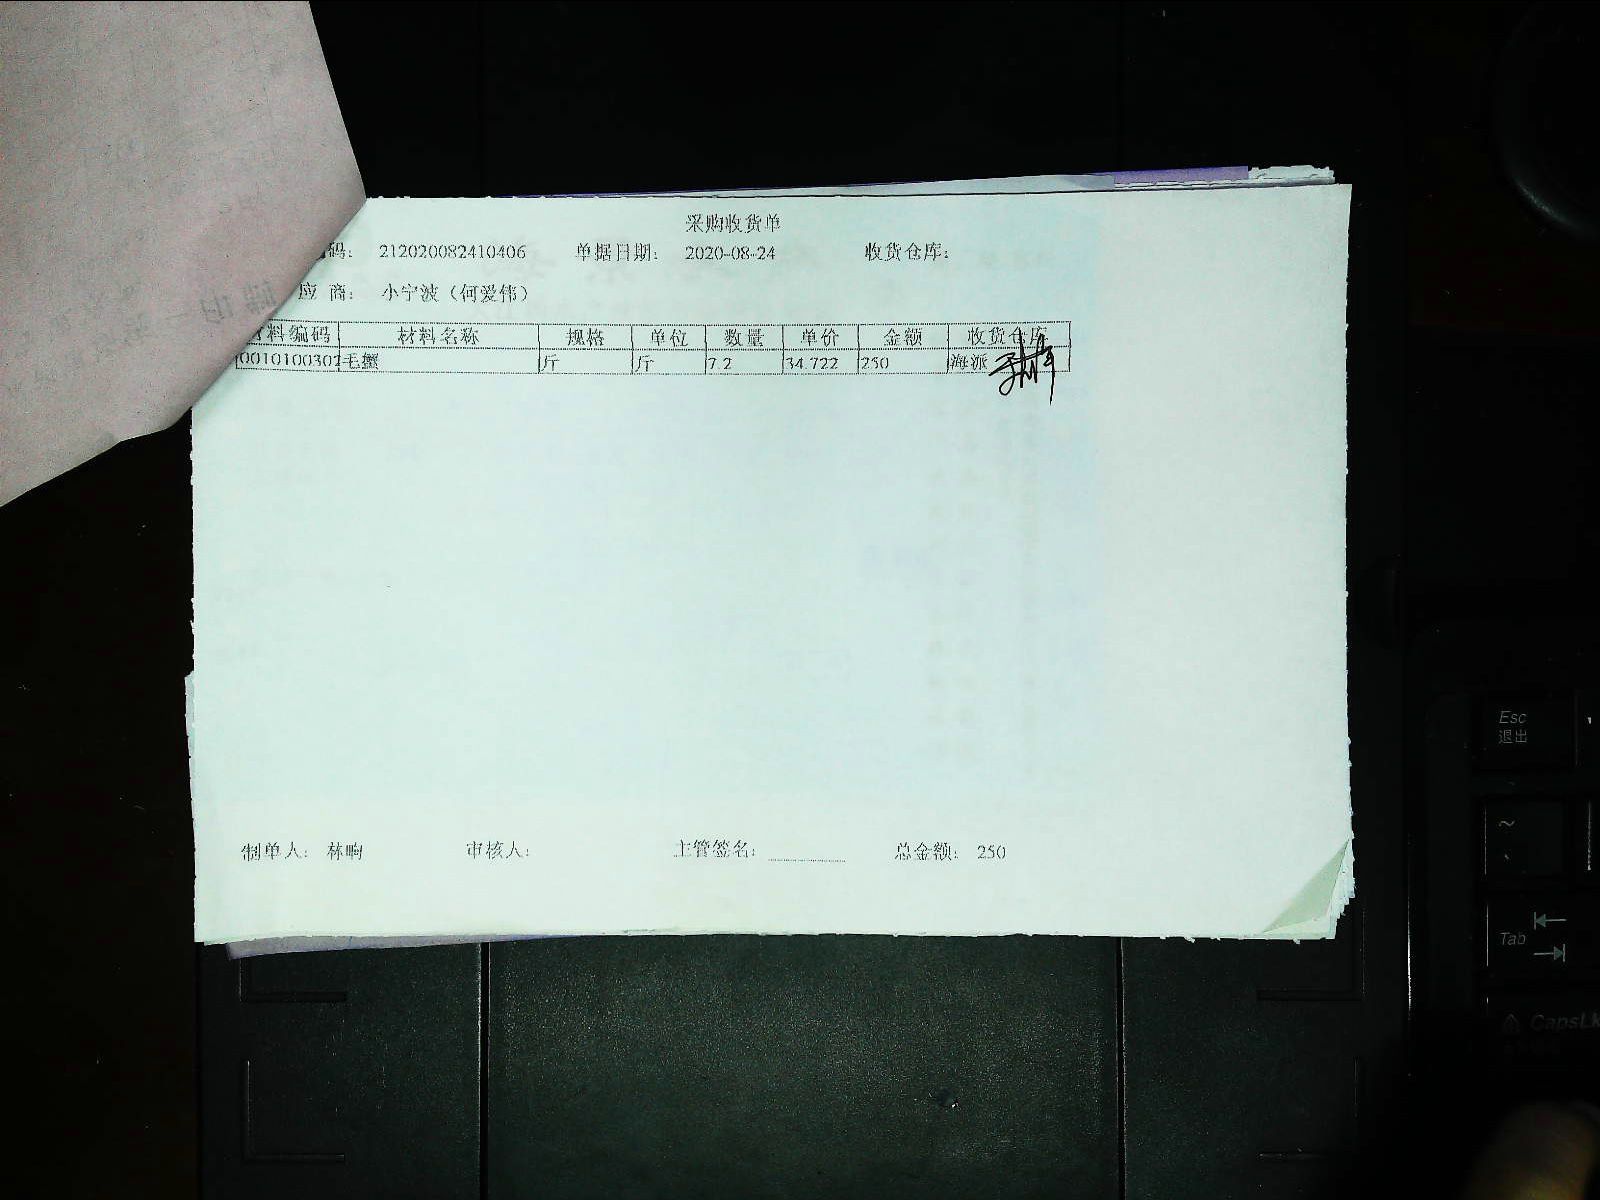 采购收货单
码: 212020082410406 单据日期: 2020-08-24 收货仓库:
应 商: 小宁波（何爱伟）
料编码 材料名称 规格 单位 数量 单价 金额 收货仓库
0010100302 毛蟹 斤 斤 7.2 34.722 250 海派
制单人: 林晌 审核人: 主管签名: 总金额: 250
Esc
退出
~
Tab
CapsLk